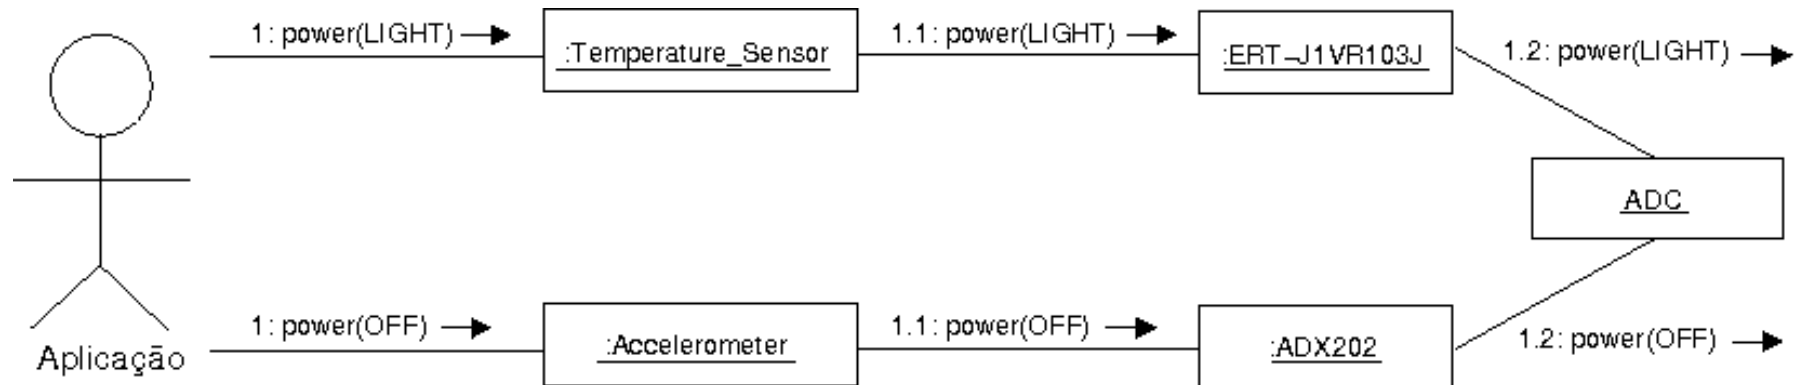 1: power(LIGHT)
:Temperature_Sensor
1.1: power(LIGHT)
:ERT-J1VR103J
1.2: power(LIGHT)
ADC
Aplicação
1: power(OFF)
:Accelerometer
1.1: power(OFF)
:ADX202
1.2: power(OFF)